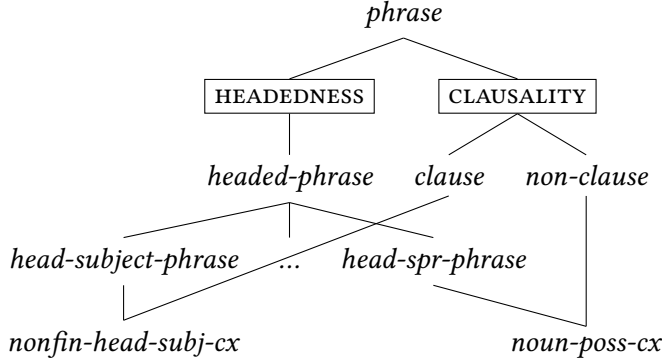 phrase
HEADEDNESS CLAUSALITY
headed-phrase clause non-clause
head-subject-phrase ... head-spr-phrase
nonfin-head-subj-cx noun-poss-cx